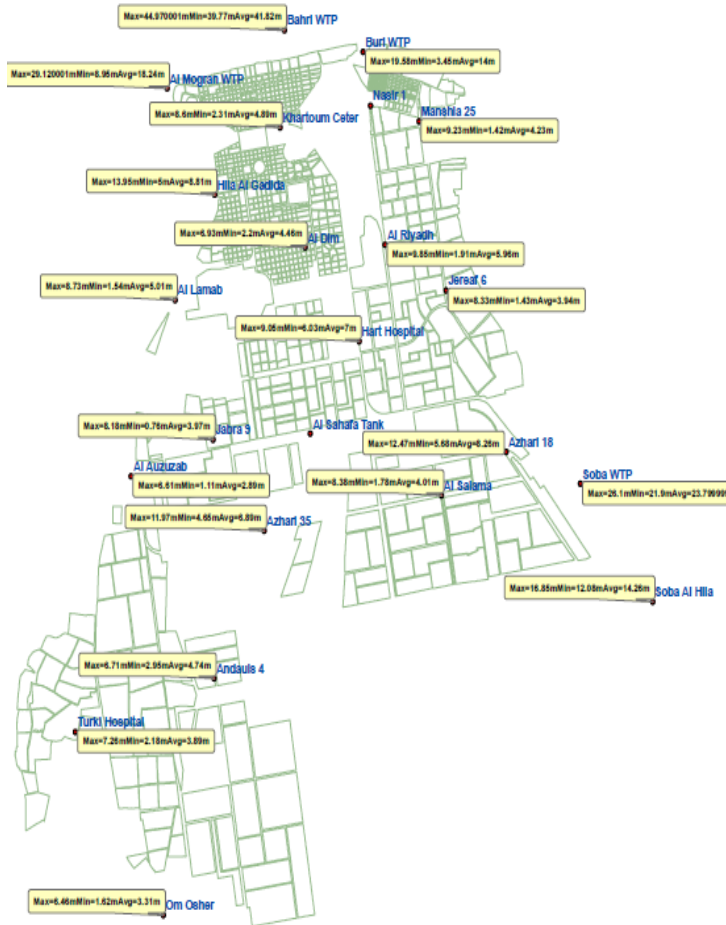 Max=44.970001mMin=39.77mAvg=41.82m
Bahri WTP
Buri WTP
Max=19.58mMin=3.45mAvg=14m
Max=29.120001mMin=8.95mAvg=18.24m
Al Mogran WTP
Nasir 1
Manshia 25
Max=8.6mMin=2.31mAvg=4.89m
Khartoum Ceter
Max=9.23mMin=1.42mAvg=4.23m
Max=13.95mMin=5mAvg=8.81m
Hila Al Gadida
Max=6.93mMin=2.2mAvg=4.46m
Al Dim
Al Riyadh
Max=9.85mMin=1.91mAvg=5.96m
Max=8.73mMin=1.54mAvg=5.01m
Al Lamab
Jereaf 6
Max=8.33mMin=1.43mAvg=3.94m
Max=9.05mMin=6.03mAvg=7m
Hart Hospital
Max=8.18mMin=0.76mAvg=3.97m
Jabra 9
Al Sahafa Tank
Max=12.47mMin=5.68mAvg=8.26m
Azhari 18
Al Auzuzab
Max=6.61mMin=1.11mAvg=2.89m
Max=8.38mMin=1.78mAvg=4.01m
Al Salama
Soba WTP
Max=26.1mMin=21.9mAvg=23.799999
Max=11.97mMin=4.65mAvg=6.89m
Azhari 35
Max=16.85mMin=12.08mAvg=14.26m
Soba Al Hila
Max=6.71mMin=2.95mAvg=4.74m
Andauls 4
Turki Hospital
Max=7.26mMin=2.18mAvg=3.89m
Max=6.46mMin=1.62mAvg=3.31m
Om Osher